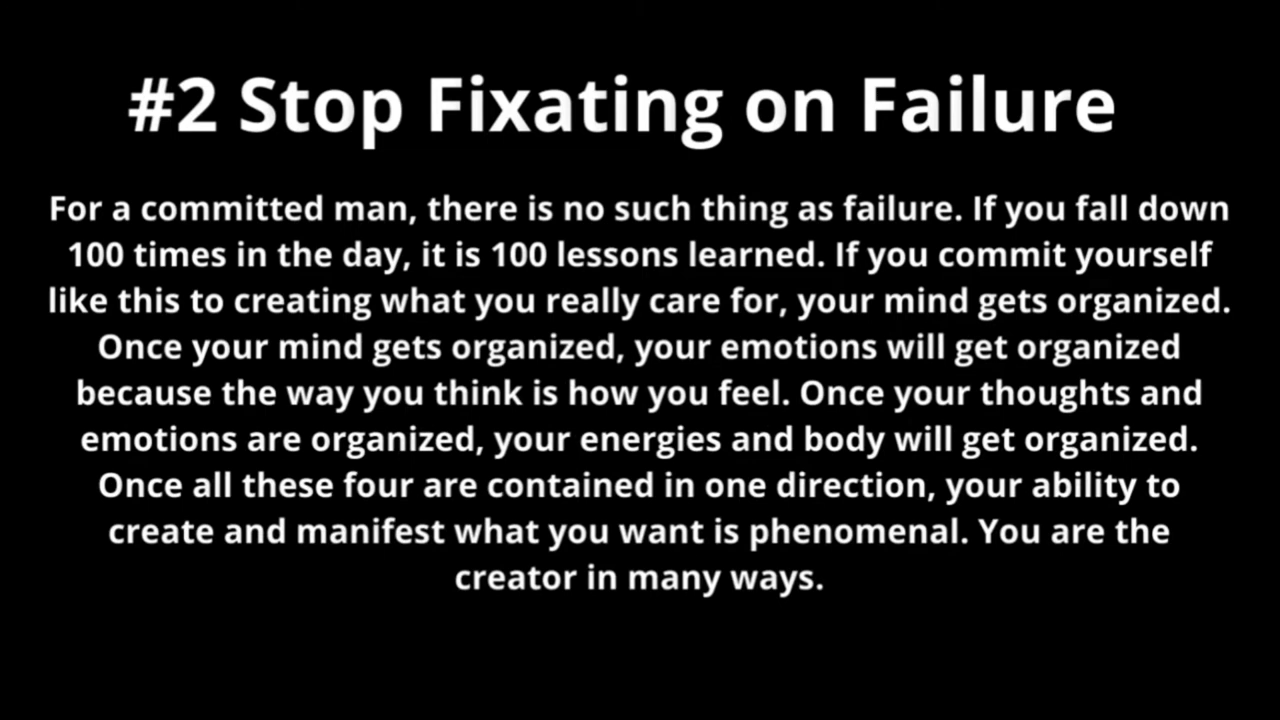 #2 Stop Fixating on Failure
For a committed man, there is no such thing as failure. If you fall down
100 times in the day, it is 100 lessons learned. If you commit yourself
like this to creating what you really care for, your mind gets organized.
Once your mind gets organized, your emotions will get organized
because the way you think is how you feel. Once your thoughts and
emotions are organized, your energies and body will get organized.
Once all these four are contained in one direction, your ability to
create and manifest what you want is phenomenal. You are the
creator in many ways.